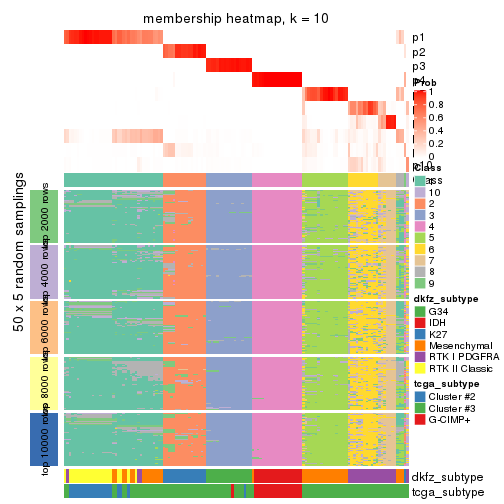 membership heatmap, k = 10
p1
p2
p3
p4
p10
Prob
1
0.8
0.6
0.4
0.2
0
Class
Class
1
10
2
3
4
5
6
7
8
9
dkfz_subtype
G34
IDH
K27
Mesenchymal
RTK I PDGFRA
RTK II Classic
tcga_subtype
Cluster #2
Cluster #3
G-CIMP+
50 x 5 random samplings
top 2000 rows
top 4000 rows
top 6000 rows
top 8000 rows
top 10000 rows
dkfz_subtype
tcga_subtype